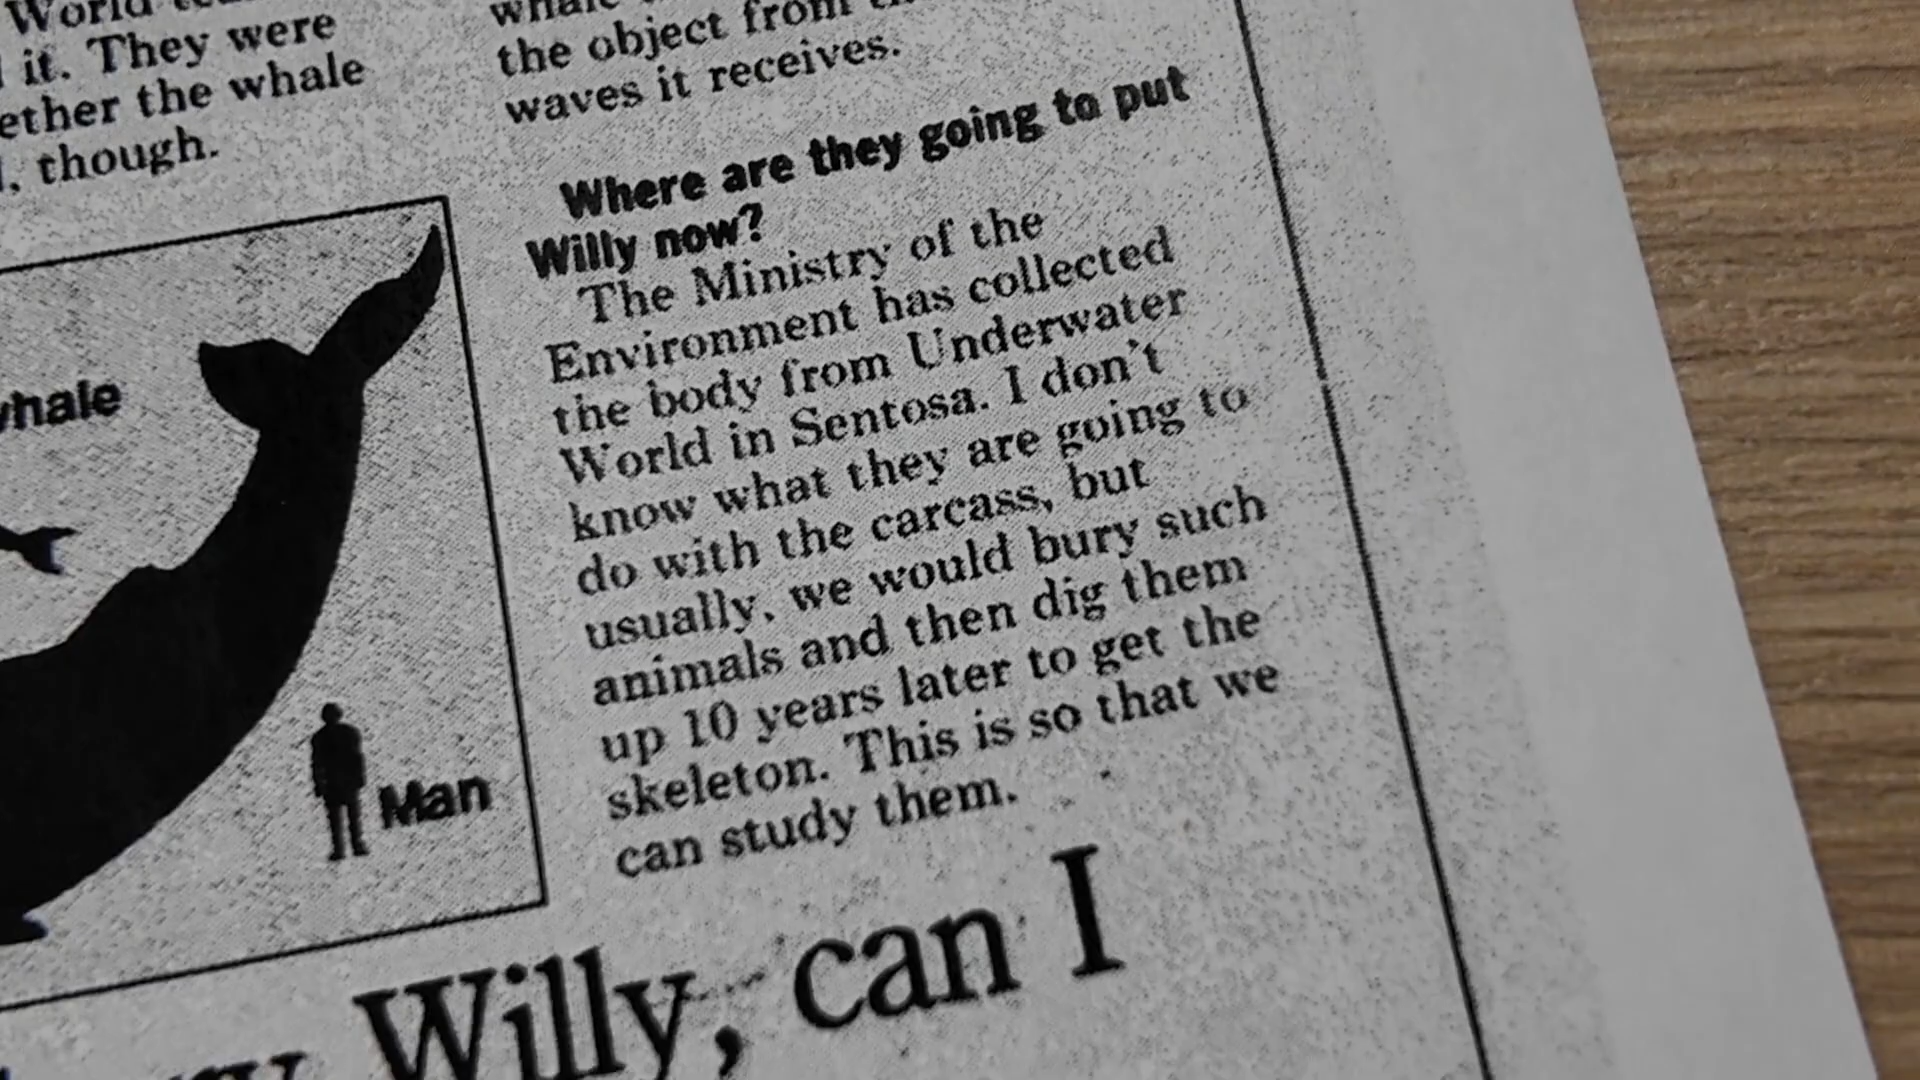 World
it. They were
ether the whale
, though.
whale
Man
the object from
waves it receives.
Where are they going to put
Willy now?
The Ministry of the
Environment has collected
the body from Underwater
World in Sentosa. I don't
know what they are going to
do with the carcass, but
usually, we would bury such
animals and then dig them
up 10 years later to get the
skeleton. This is so that we
can study them.
Willy, can I